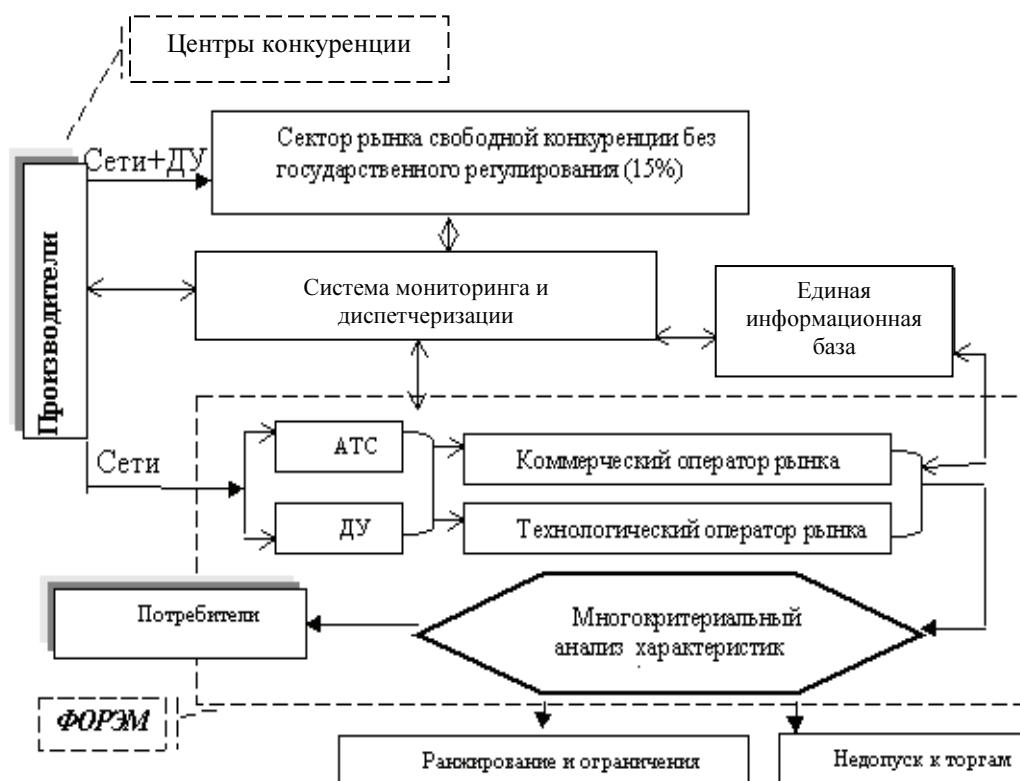 Центры конкуренции
Сети+ДУ
Сектор рынка свободной конкуренции без
государственного регулирования (15%)
Производители
Система мониторинга и
диспетчеризации
Единая
информационная
база
Сети
АТС
Коммерческий оператор рынка
ДУ
Технологический оператор рынка
Потребители
Многокритериальный
анализ характеристик
ФОРЭМ
Ранжирование и ограничения
Недопуск к торгам